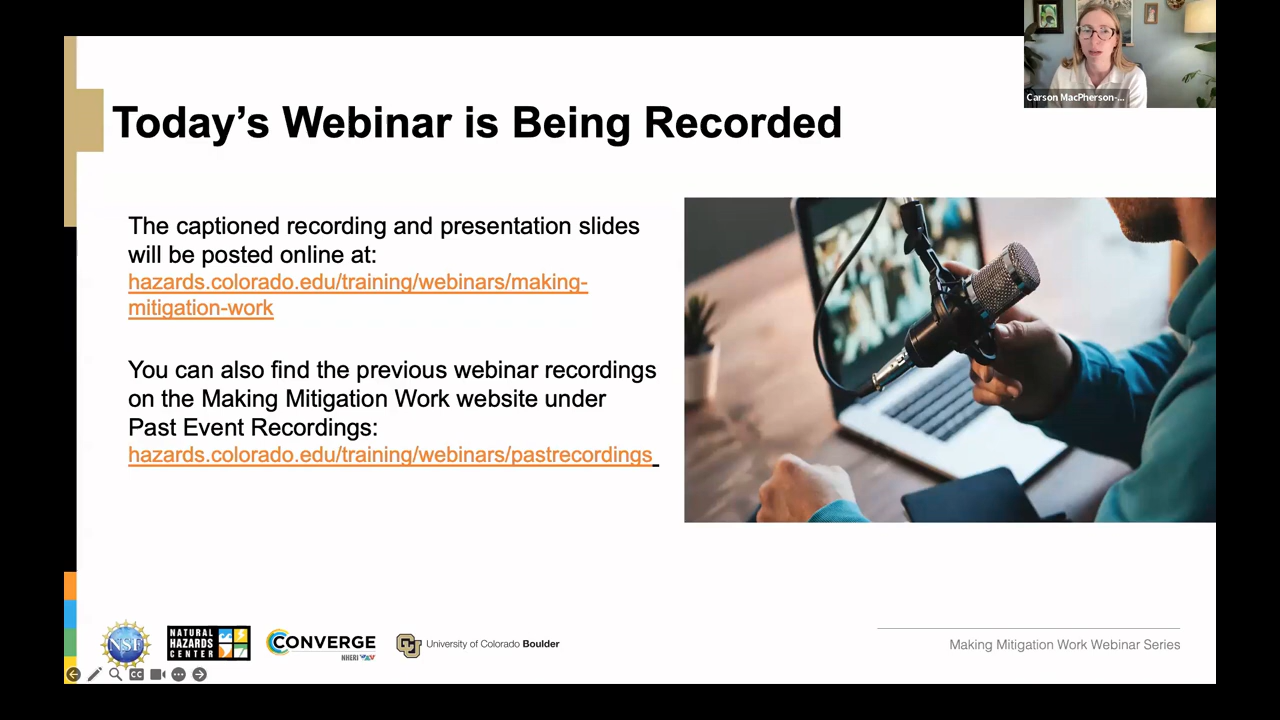 Carson MacPherson-...
Today's Webinar is Being Recorded
The captioned recording and presentation slides
will be posted online at:
hazards.colorado.edu/training/webinars/making-
mitigation-work
You can also find the previous webinar recordings
on the Making Mitigation Work website under
Past Event Recordings:
hazards.colorado.edu/training/webinars/pastrecordings
NSF
NATURAL
HAZARDS
CENTER
CONVERGE
NHERI
CU
University of Colorado Boulder
Making Mitigation Work Webinar Series
CC